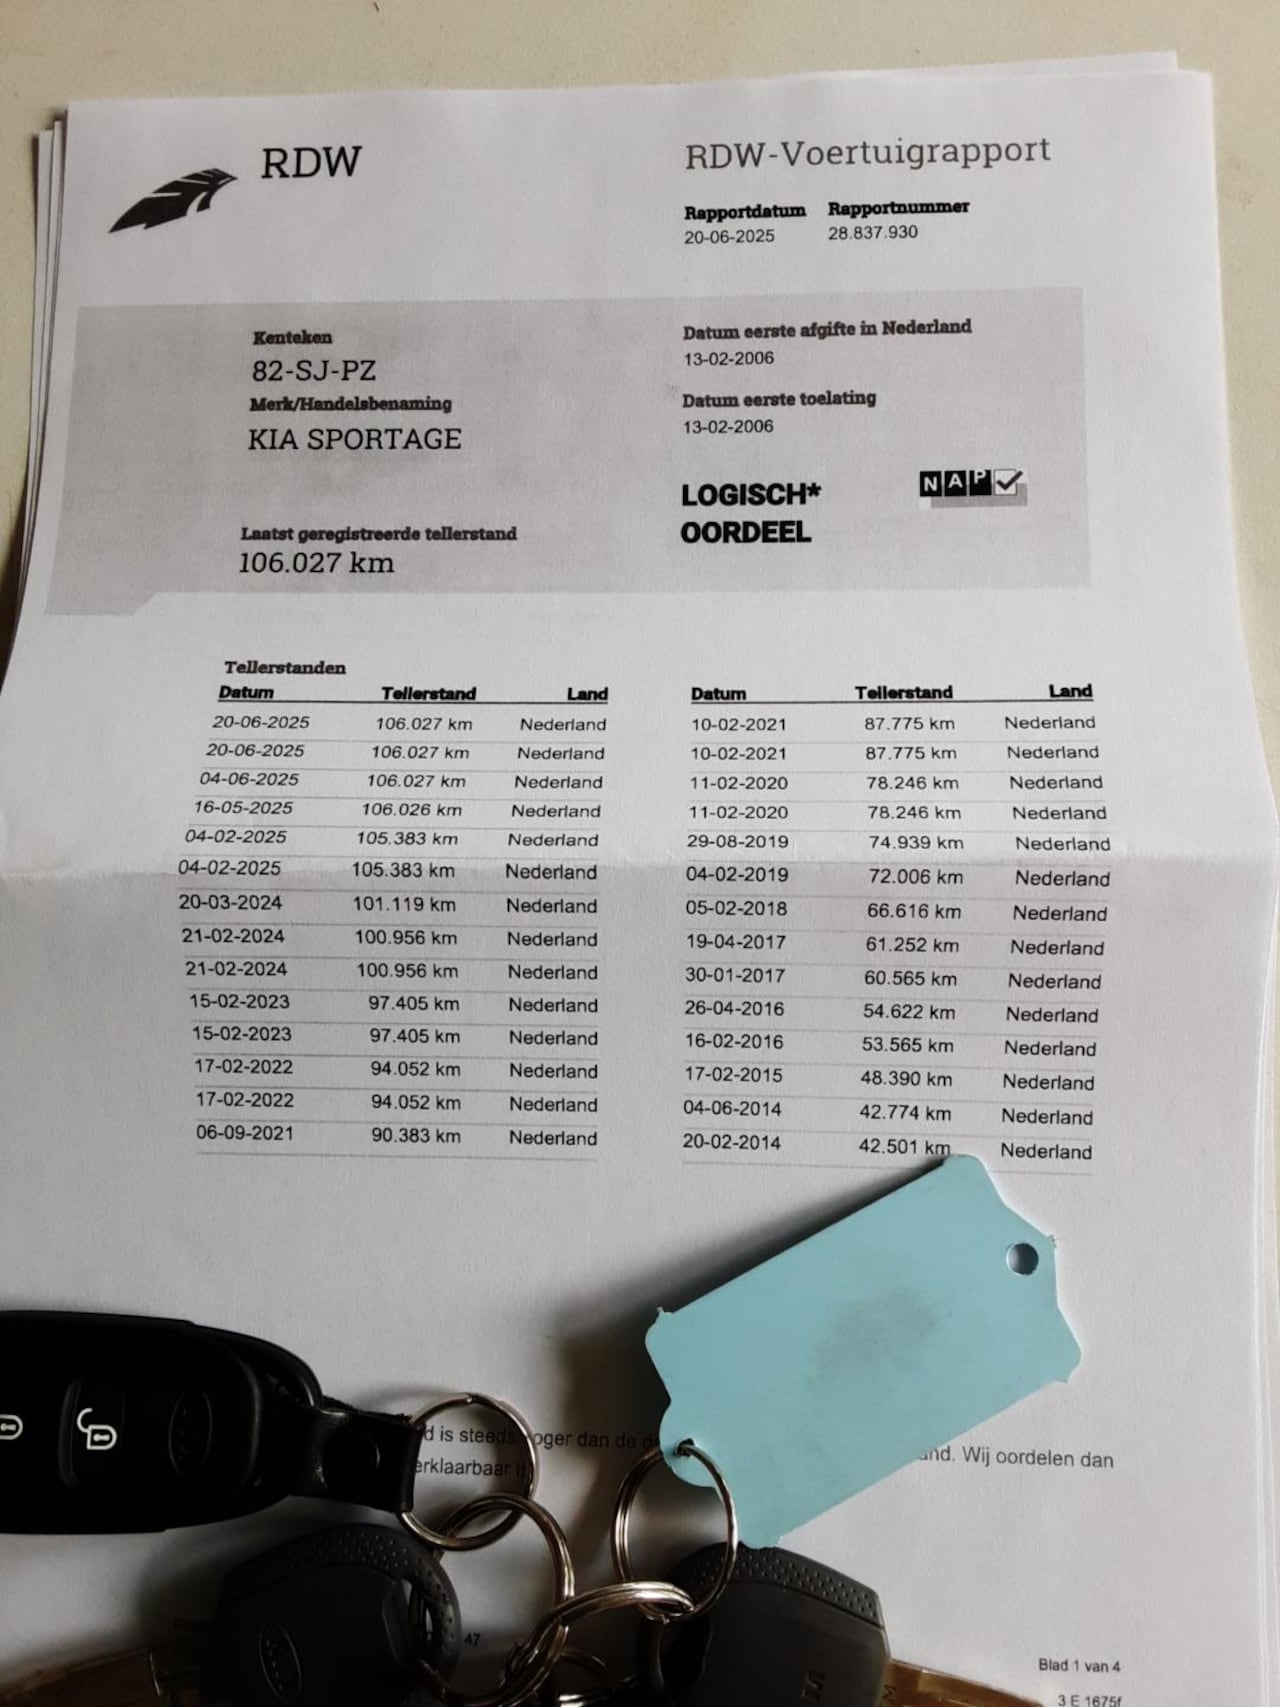 RDW
RDW-Voertuigrapport
Rapportdatum Rapportnummer
20-06-2025 28.837.930
Kenteken
82-SJ-PZ
Merk/Handelsbenaming
KIA SPORTAGE
Laatst geregistreerde tellerstand
106.027 km
Datum eerste afgifte in Nederland
13-02-2006
Datum eerste toelating
13-02-2006
LOGISCH*
OORDEEL
NAP
Tellerstanden
Datum Tellerstand Land
20-06-2025 106.027 km Nederland
20-06-2025 106.027 km Nederland
04-06-2025 106.027 km Nederland
16-05-2025 106.026 km Nederland
04-02-2025 105.383 km Nederland
04-02-2025 105.383 km Nederland
20-03-2024 101.119 km Nederland
21-02-2024 100.956 km Nederland
21-02-2024 100.956 km Nederland
15-02-2023 97.405 km Nederland
15-02-2023 97.405 km Nederland
17-02-2022 94.052 km Nederland
17-02-2022 94.052 km Nederland
06-09-2021 90.383 km Nederland
Datum Tellerstand Land
10-02-2021 87.775 km Nederland
10-02-2021 87.775 km Nederland
11-02-2020 78.246 km Nederland
11-02-2020 78.246 km Nederland
29-08-2019 74.939 km Nederland
04-02-2019 72.006 km Nederland
05-02-2018 66.616 km Nederland
19-04-2017 61.252 km Nederland
30-01-2017 60.565 km Nederland
26-04-2016 54.622 km Nederland
16-02-2016 53.565 km Nederland
17-02-2015 48.390 km Nederland
04-06-2014 42.774 km Nederland
20-02-2014 42.501 km Nederland
d is steeds oger dan de d and. Wij oordelen dan
erklaarbaar i
47
Blad 1 van 4
3 E 1675f